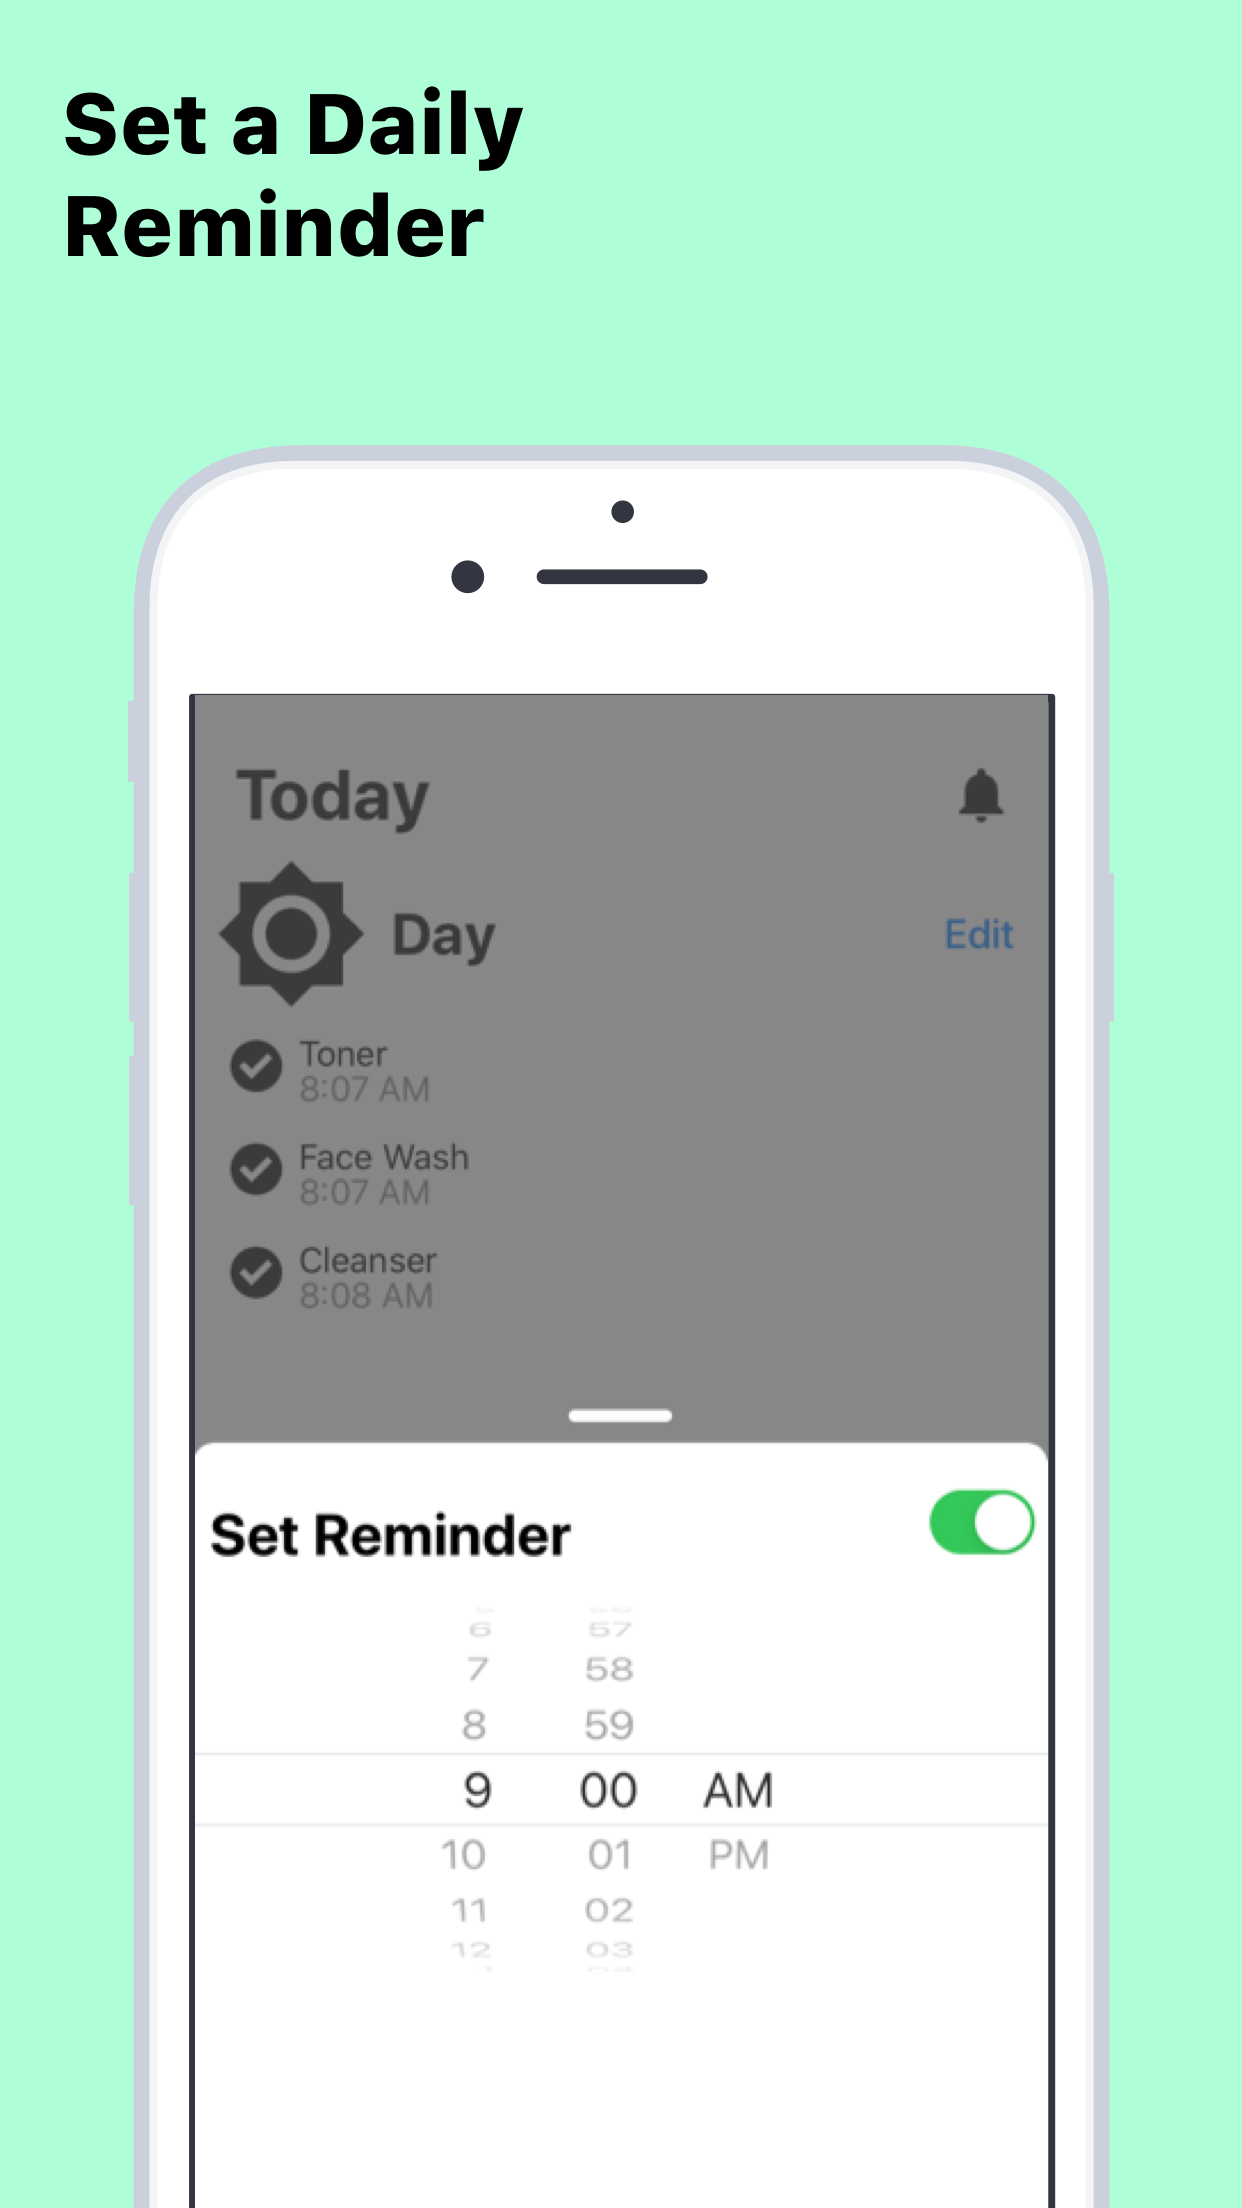 Set a Daily
Reminder
Today
Day
Edit
Toner
8:07 AM
Face Wash
8:07 AM
Cleanser
8:08 AM
Set Reminder
6 57
7 58
8 59
9 00 AM
10 01 PM
11 02
12 03